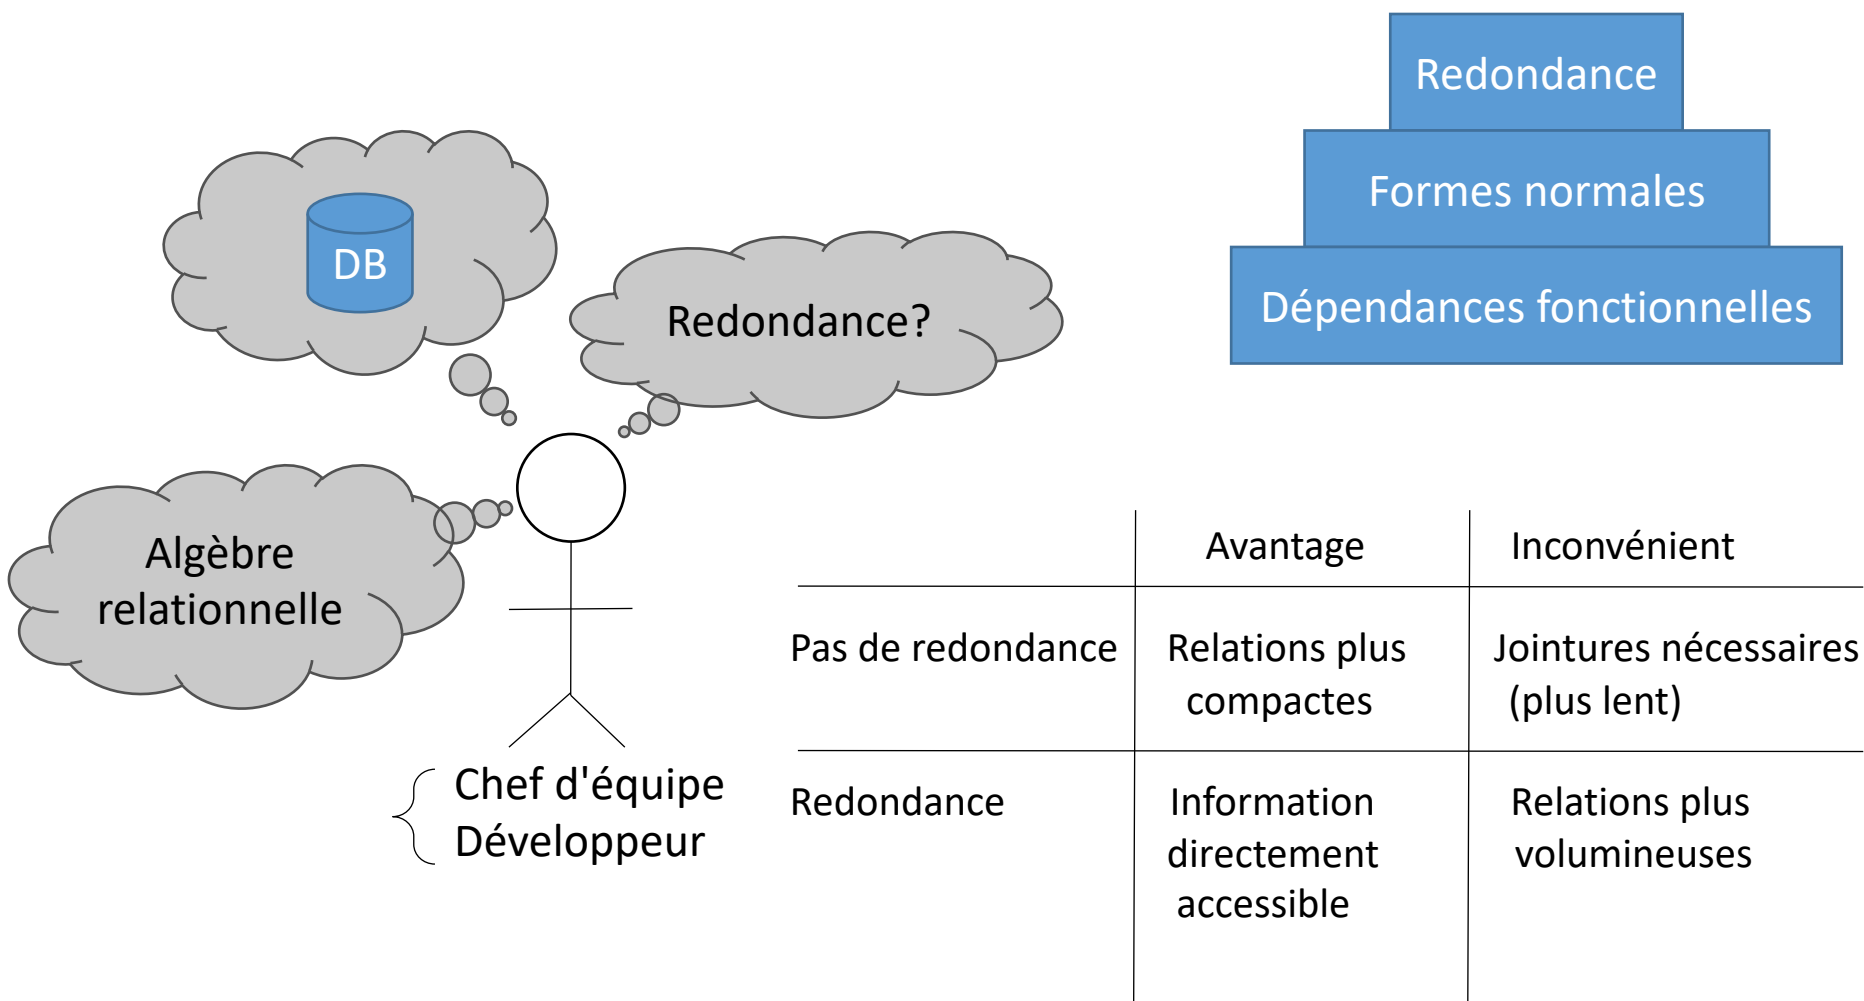 DB
Redondance?
Algèbre
relationnelle
Chef d'équipe
Développeur
Redondance
Formes normales
Dépendances fonctionnelles
Avantage
Inconvénient
Pas de redondance
Relations plus
compactes
Jointures nécessaires
(plus lent)
Redondance
Information
directement
accessible
Relations plus
volumineuses